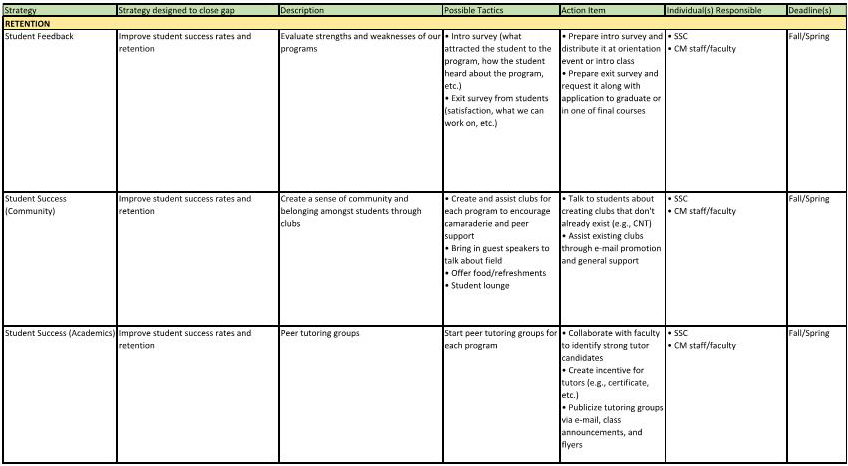 Strategy
Strategy designed to close gap
Description
Possible Tactics
Action Item
Individual(s) Responsible
Deadline(s)
RETENTION
Student Feedback
Improve student success rates and
retention
Evaluate strengths and weaknesses of our
programs
• Intro survey (what
attracted the student to the
program, how the student
heard about the program,
etc.)
• Exit survey from students
(satisfaction, what we can
work on, etc.)
• Prepare intro survey and
distribute it at orientation
event or intro class
• Prepare exit survey and
request it along with
application to graduate or
in one of final courses
• SSC
• CM staff/faculty
Fall/Spring
Student Success
(Community)
Improve student success rates and
retention
Create a sense of community and
belonging amongst students through
clubs
• Create and assist clubs for
each program to encourage
camaraderie and peer
support
• Bring in guest speakers to
talk about field
• Offer food/refreshments
• Student lounge
• Talk to students about
creating clubs that don't
already exist (e.g., CNT)
• Assist existing clubs
through e-mail promotion
and general support
• SSC
• CM staff/faculty
Fall/Spring
Student Success (Academics)
Improve student success rates and
retention
Peer tutoring groups
Start peer tutoring groups for
each program
• Collaborate with faculty
to identify strong tutor
candidates
• Create incentive for
tutors (e.g., certificate,
etc.)
• Publicize tutoring groups
via e-mail, class
announcements, and
flyers
• SSC
• CM staff/faculty
Fall/Spring